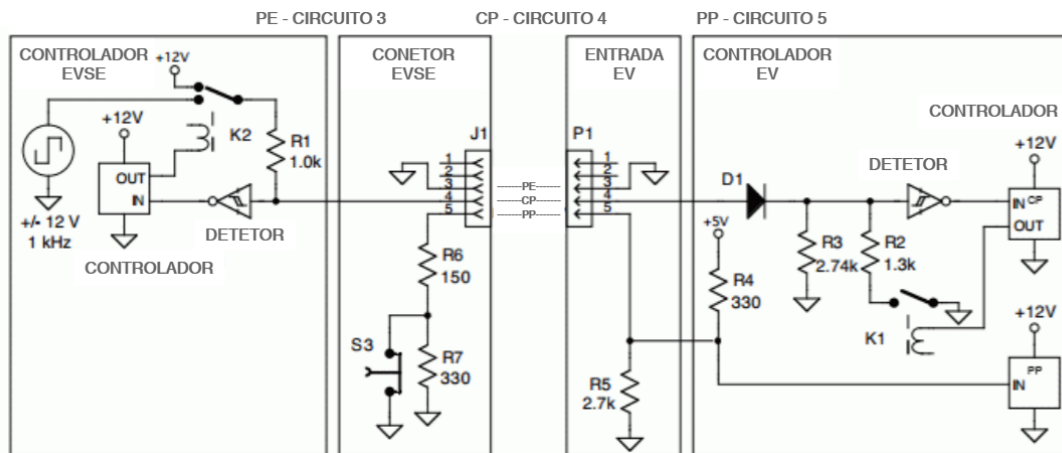 PE - CIRCUITO 3
CP - CIRCUITO 4
PP - CIRCUITO 5
CONTROLADOR
EVSE
+12V
+12V
K2
R1
1.0k
OUT
IN
+/- 12 V
1 kHz
DETETOR
CONTROLADOR
CONETOR
EVSE
J1
1
2
3
4
5
R6
150
S3
R7
330
PE
CP
PP
ENTRADA
EV
P1
1
2
3
4
5
R5
2.7k
CONTROLADOR
EV
D1
+5V
R4
330
R3
2.74k
R2
1.3k
DETETOR
K1
CONTROLADOR
+12V
IN CP
OUT
+12V
PP
IN